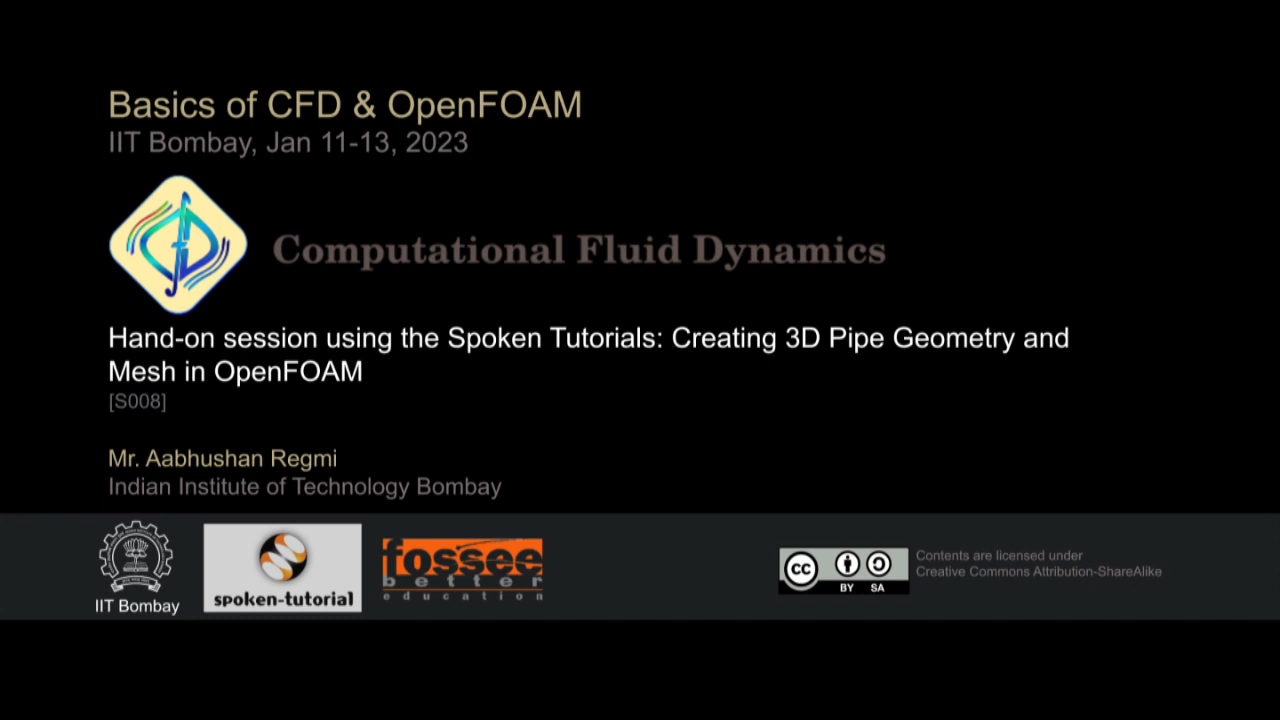 Basics of CFD & OpenFOAM
IIT Bombay, Jan 11-13, 2023
Computational Fluid Dynamics
Hand-on session using the Spoken Tutorials: Creating 3D Pipe Geometry and
Mesh in OpenFOAM
[S008]
Mr. Aabhushan Regmi
Indian Institute of Technology Bombay
IIT Bombay
spoken-tutorial
fossee
better
education
cc
BY SA
Contents are licensed under
Creative Commons Attribution-ShareAlike